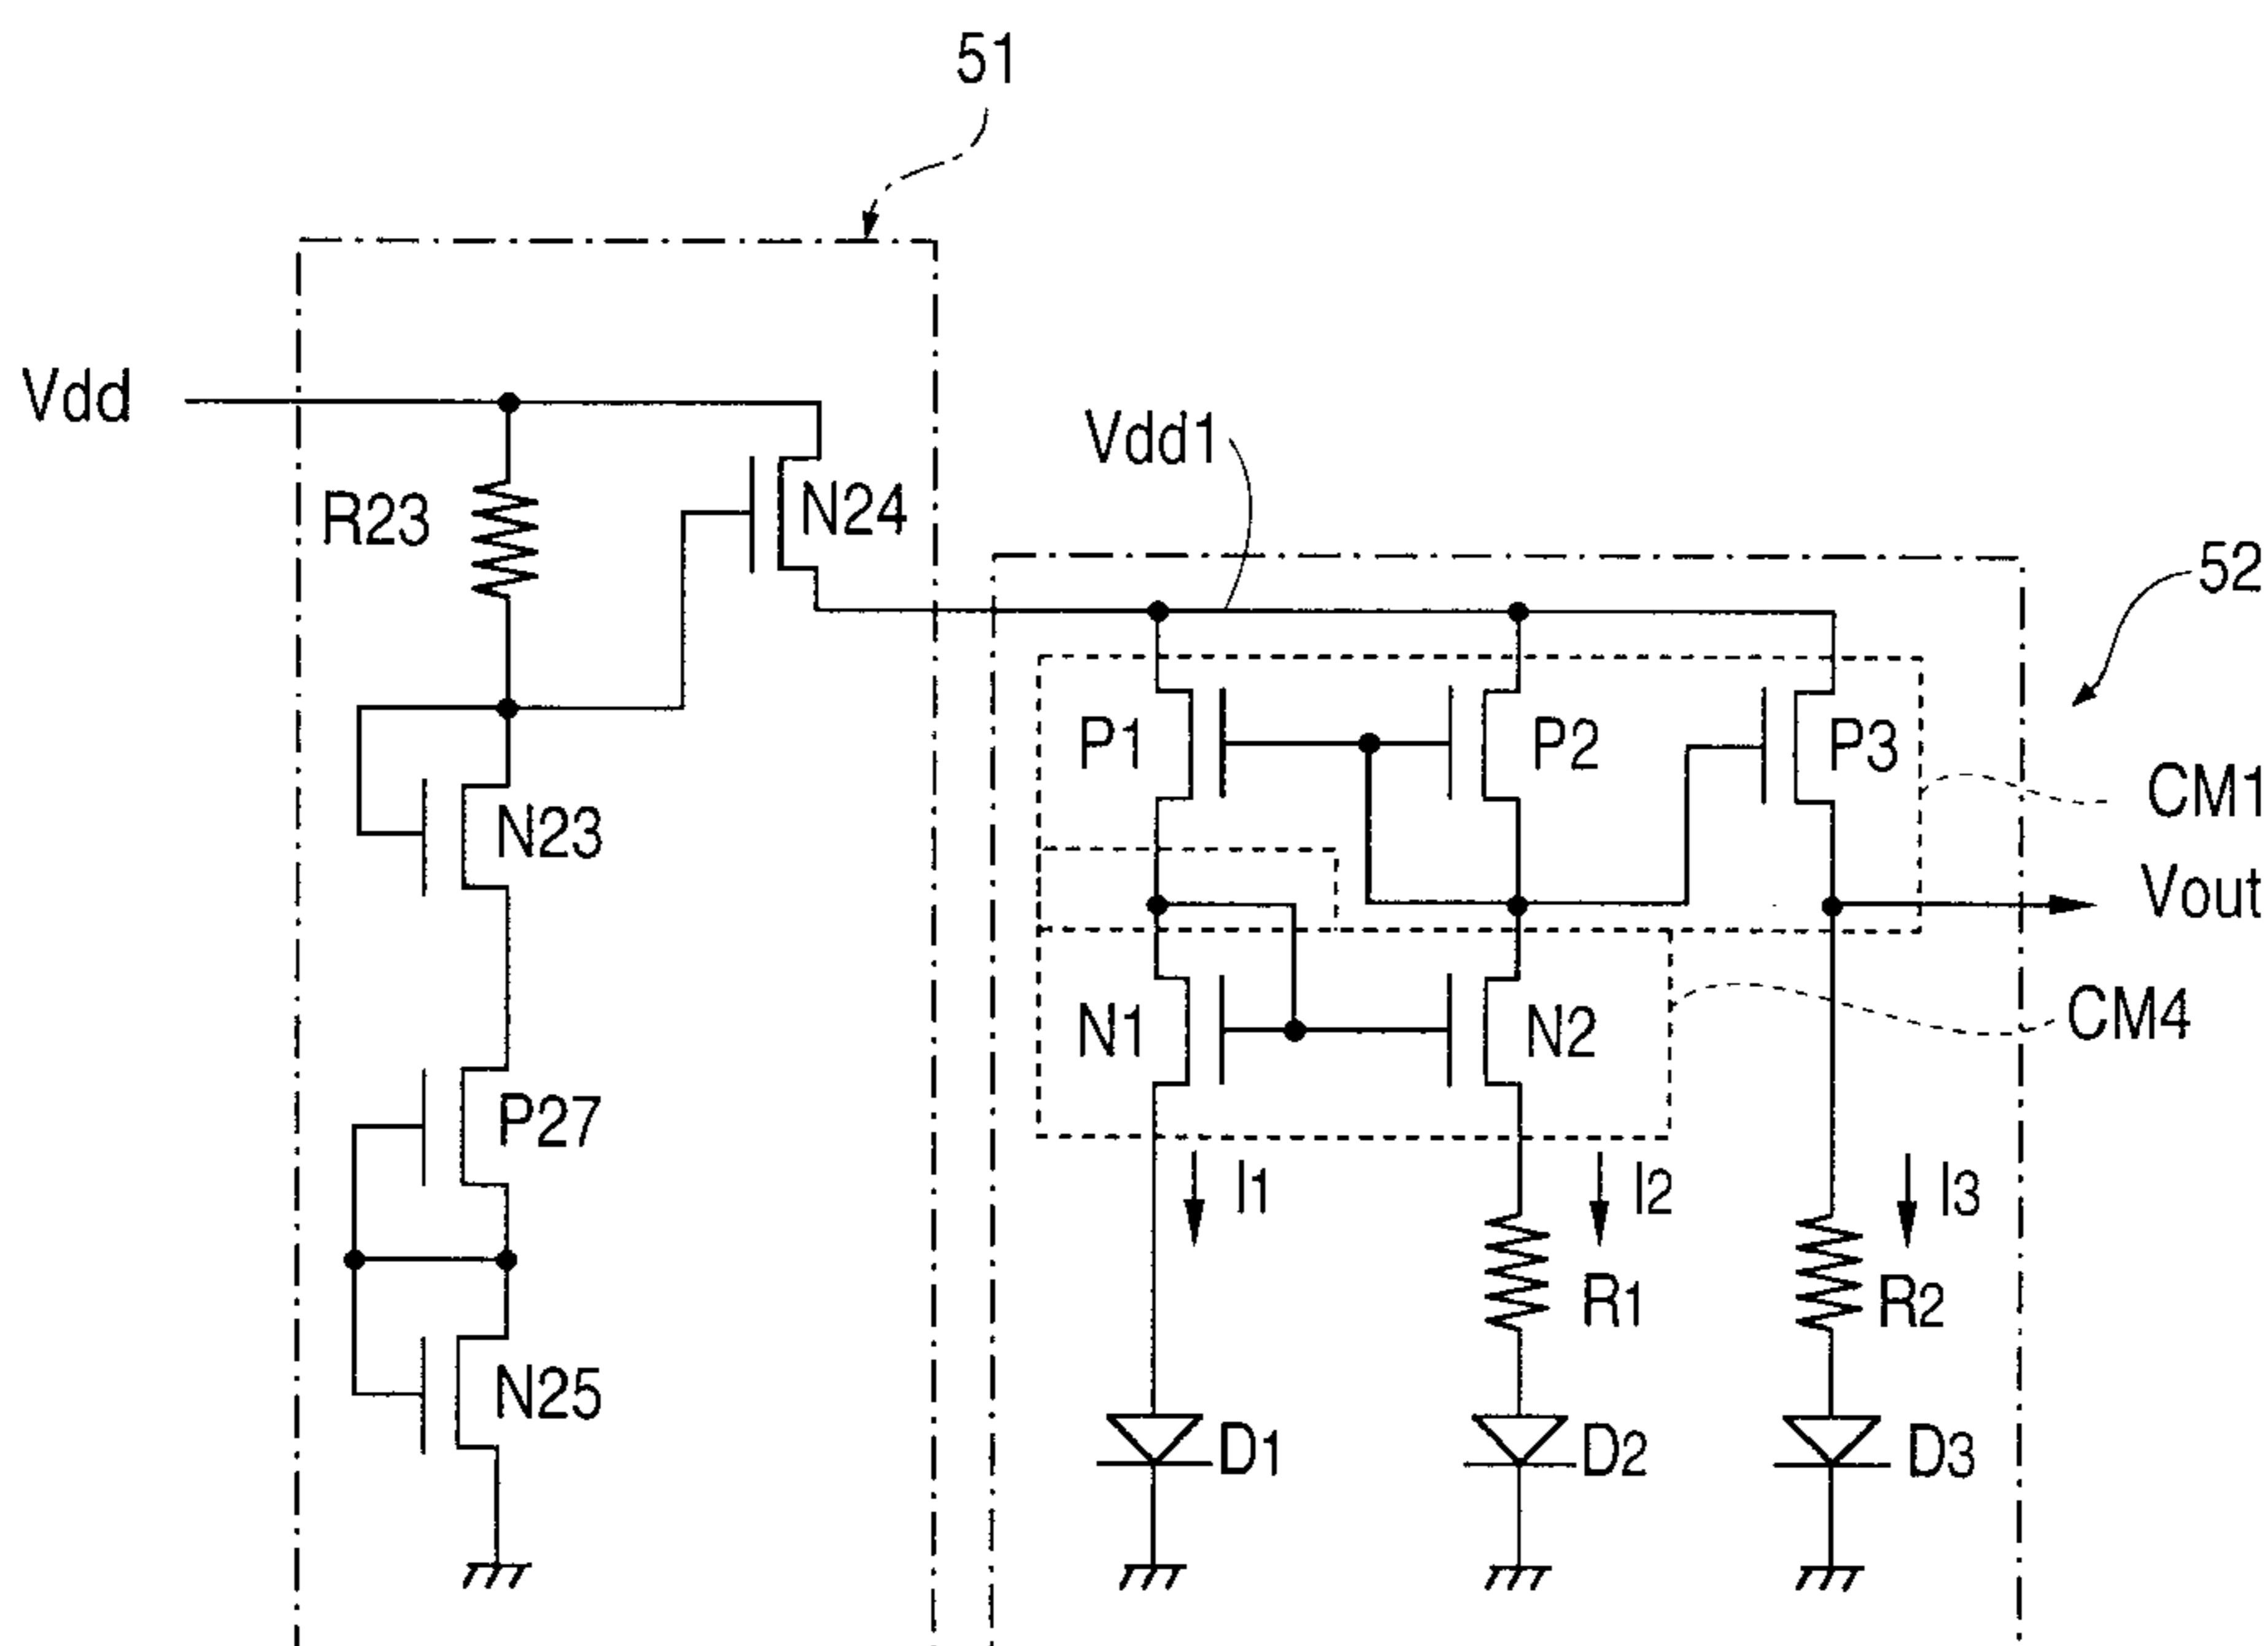 51
Vdd
Vdd1
R23
N24
52
P1
P2
P3
CM1
N23
Vout
N1
N2
CM4
P27
I1
I2
I3
R1
R2
N25
D1
D2
D3